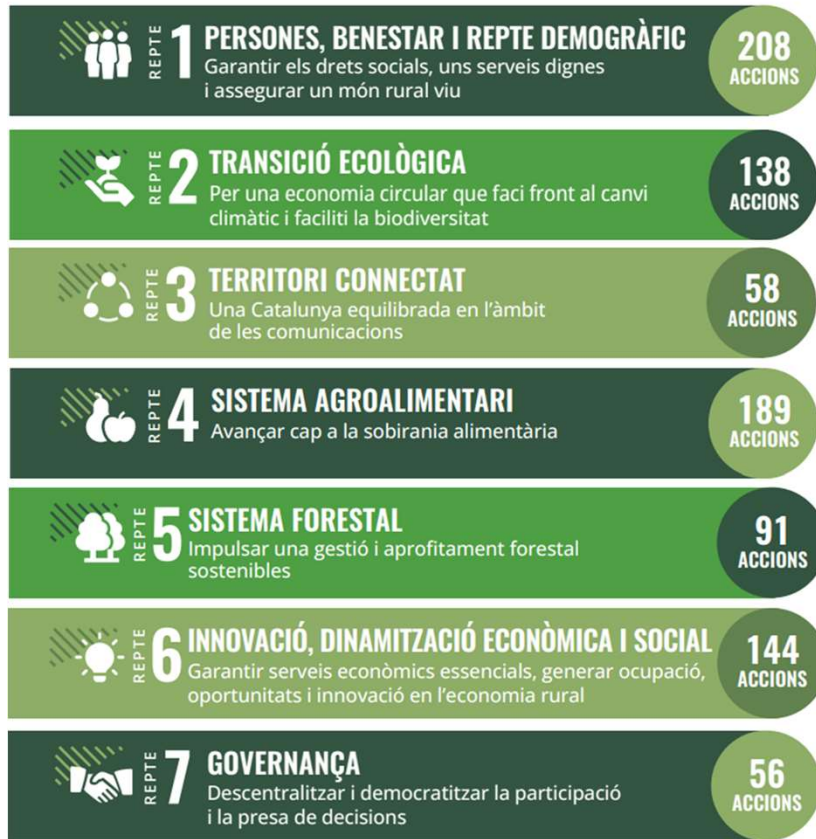 REPTE 1 PERSONES, BENESTAR I REPTE DEMOGRÀFIC
Garantir els drets socials, uns serveis dignes
i assegurar un món rural viu
208
ACCIONS
REPTE 2 TRANSICIÓ ECOLÒGICA
Per una economia circular que faci front al canvi
climàtic i faciliti la biodiversitat
138
ACCIONS
REPTE 3 TERRITORI CONNECTAT
Una Catalunya equilibrada en l’àmbit
de les comunicacions
58
ACCIONS
REPTE 4 SISTEMA AGROALIMENTARI
Avançar cap a la sobirania alimentària
189
ACCIONS
REPTE 5 SISTEMA FORESTAL
Impulsar una gestió i aprofitament forestal
sostenibles
91
ACCIONS
REPTE 6 INNOVACIÓ, DINAMITZACIÓ ECONÒMICA I SOCIAL
Garantir serveis econòmics essencials, generar ocupació,
oportunitats i innovació en l’economia rural
144
ACCIONS
REPTE 7 GOVERNANÇA
Descentralitzar i democratitzar la participació
i la presa de decisions
56
ACCIONS